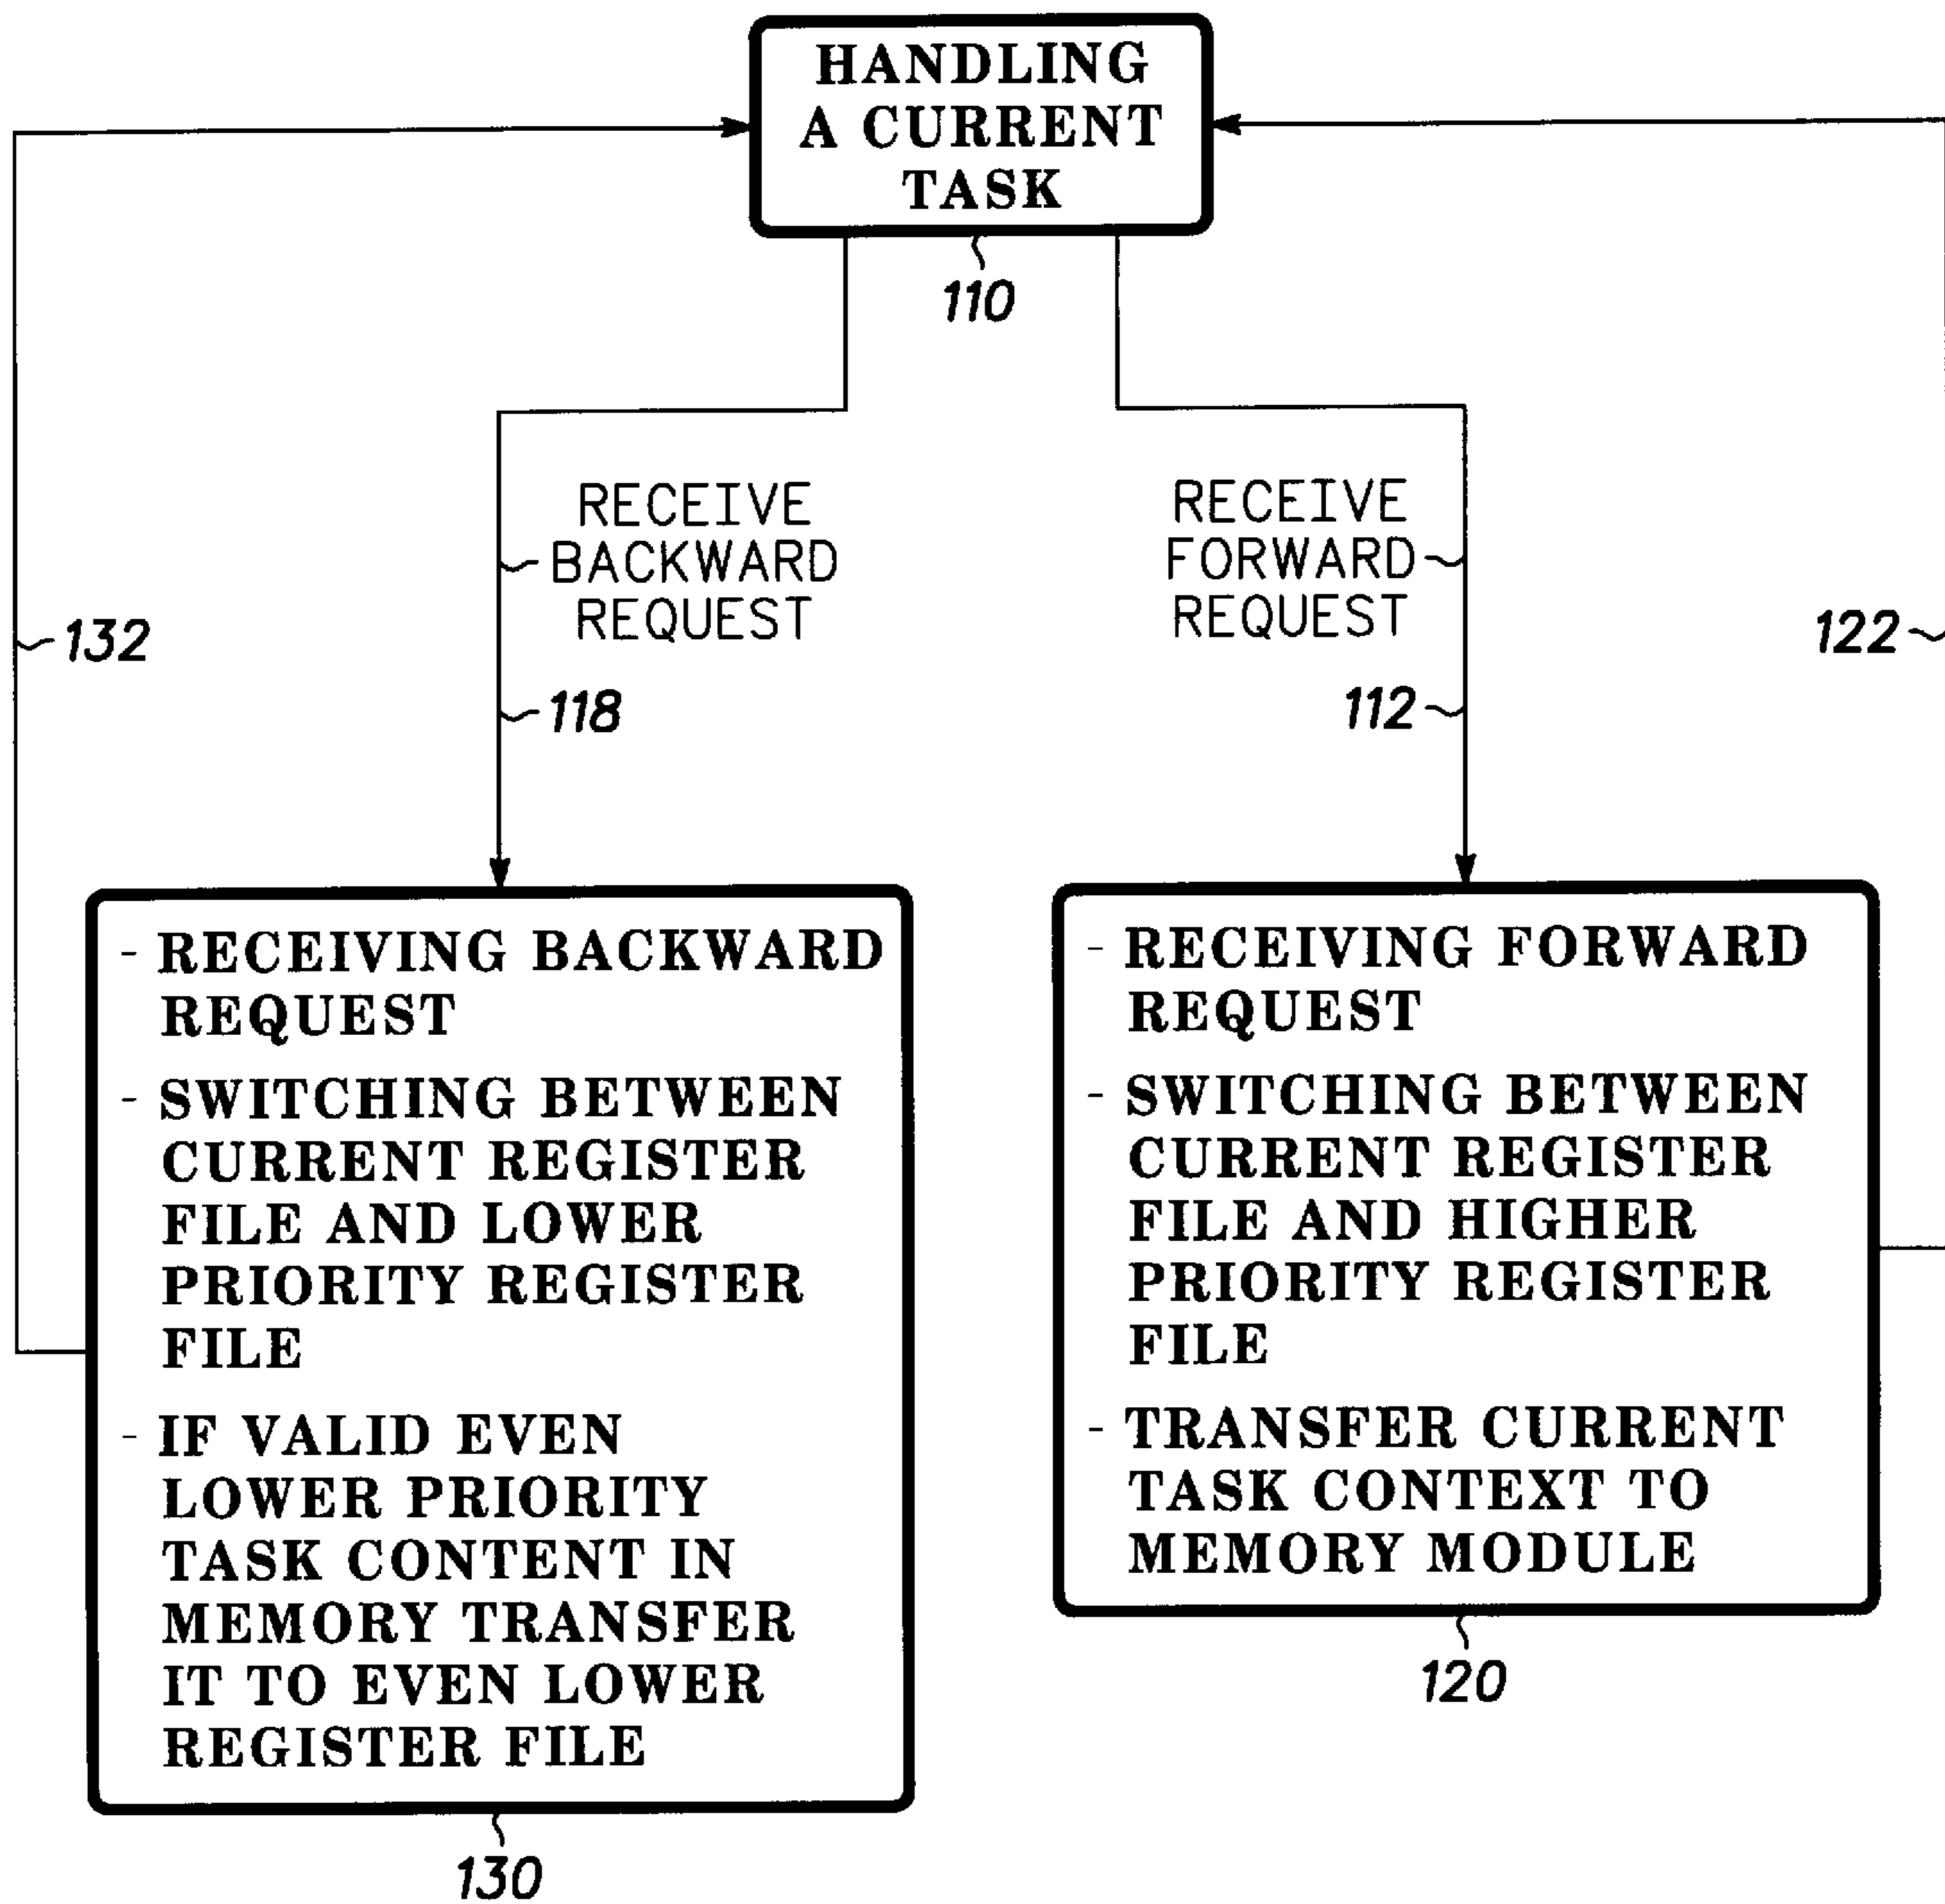 HANDLING
A CURRENT
TASK
110
RECEIVE
BACKWARD
REQUEST
RECEIVE
FORWARD
REQUEST
132
118
112
122
- RECEIVING BACKWARD
REQUEST
- SWITCHING BETWEEN
CURRENT REGISTER
FILE AND LOWER
PRIORITY REGISTER
FILE
- IF VALID EVEN
LOWER PRIORITY
TASK CONTENT IN
MEMORY TRANSFER
IT TO EVEN LOWER
REGISTER FILE
130
- RECEIVING FORWARD
REQUEST
- SWITCHING BETWEEN
CURRENT REGISTER
FILE AND HIGHER
PRIORITY REGISTER
FILE
- TRANSFER CURRENT
TASK CONTEXT TO
MEMORY MODULE
120